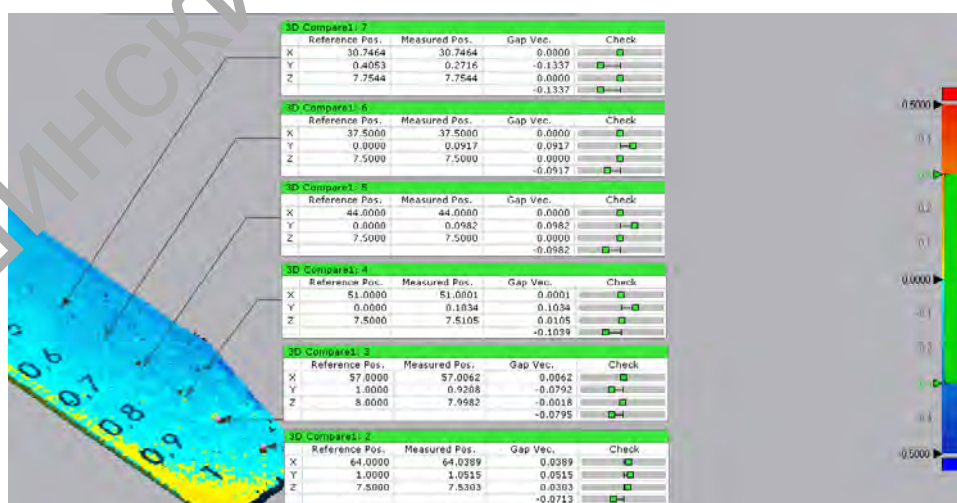 3D Compare1: 7
Reference Pos. Measured Pos. Gap Vec. Check
X 30.7464 30.7464 0.0000
Y 0.4053 0.2716 -0.1337
Z 7.7544 7.7544 0.0000
-0.1337
3D Compare1: 6
Reference Pos. Measured Pos. Gap Vec. Check
X 37.5000 37.5000 0.0000
Y 0.0000 0.0917 0.0917
Z 7.5000 7.5000 0.0000
-0.0917
3D Compare1: 5
Reference Pos. Measured Pos. Gap Vec. Check
X 44.0000 44.0000 0.0000
Y 0.0000 0.0982 0.0982
Z 7.5000 7.5000 0.0000
-0.0982
3D Compare1: 4
Reference Pos. Measured Pos. Gap Vec. Check
X 51.0000 51.0001 0.0001
Y 0.0000 0.1034 0.1034
Z 7.5000 7.5105 0.0105
-0.1039
3D Compare1: 3
Reference Pos. Measured Pos. Gap Vec. Check
X 57.0000 57.0062 0.0062
Y 1.0000 0.9208 -0.0792
Z 8.0000 7.9982 -0.0018
-0.0795
3D Compare1: 2
Reference Pos. Measured Pos. Gap Vec. Check
X 64.0000 64.0389 0.0389
Y 1.0000 1.0515 0.0515
Z 7.5000 7.5303 0.0303
-0.0713
0.6
0.7
0.8
0.9
1
0.5000
0.2
0.1
0.0000
-0.1
-0.5000